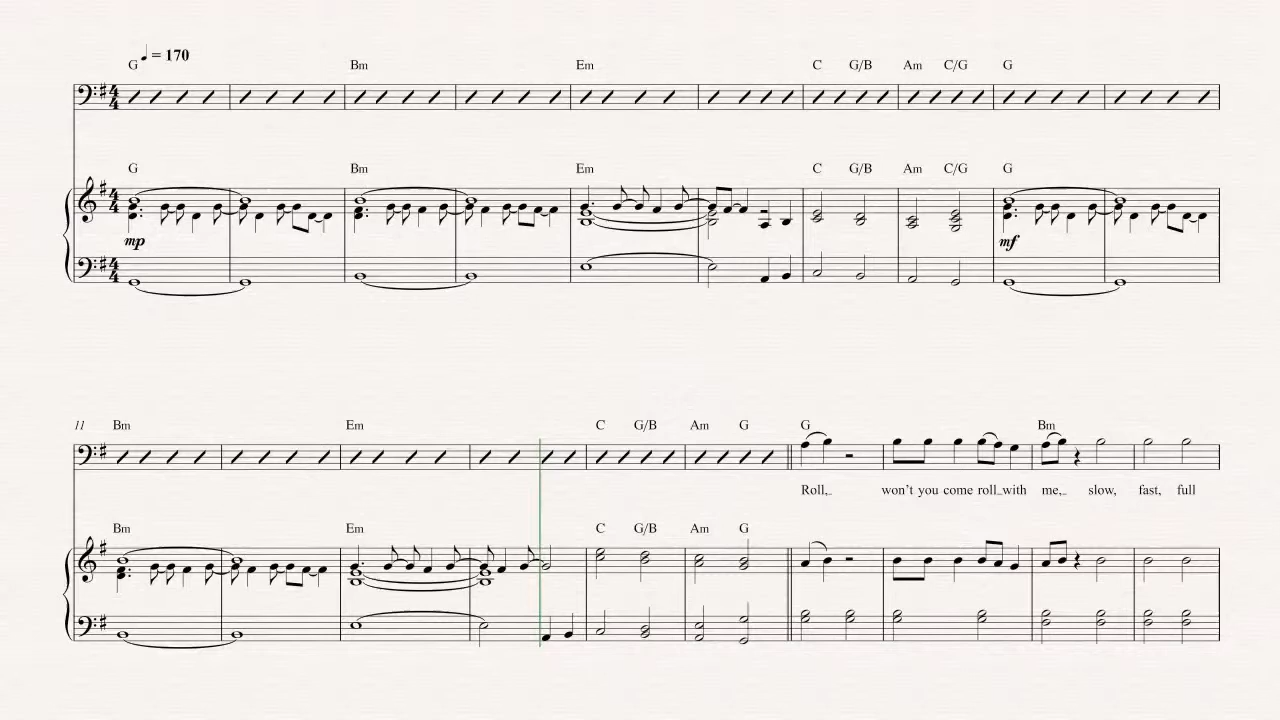 ♩ = 170
G Bm Em C G/B Am C/G G
G Bm Em C G/B Am C/G G
mp mf
11 Bm Em C G/B Am G G Bm
Roll,_ won't you come roll_with me,_ slow, fast, full
Bm Em C G/B Am G